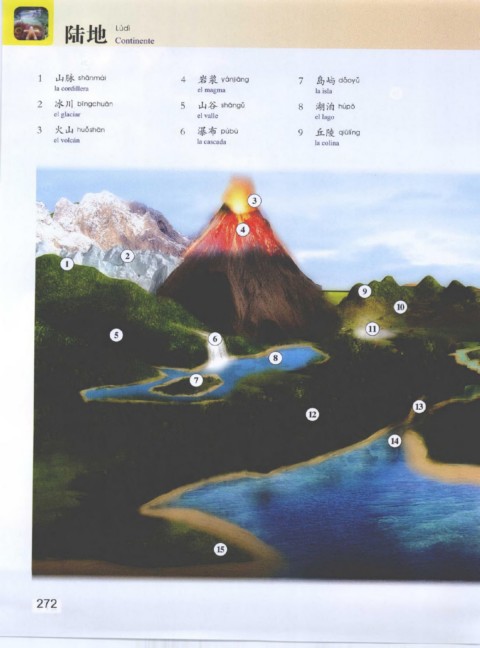 陆地 Lùdì
Continente
1 山脉 shānmài
la cordillera
2 冰川 bīngchuān
el glaciar
3 火山 huǒshān
el volcán
4 岩浆 yánjiāng
el magma
5 山谷 shāngǔ
el valle
6 瀑布 pùbù
la cascada
7 岛屿 dǎoyǔ
la isla
8 湖泊 húpō
el lago
9 丘陵 qiūlíng
la colina
3
4
2
1
9
10
11
5
6
8
7
12
13
14
15
272